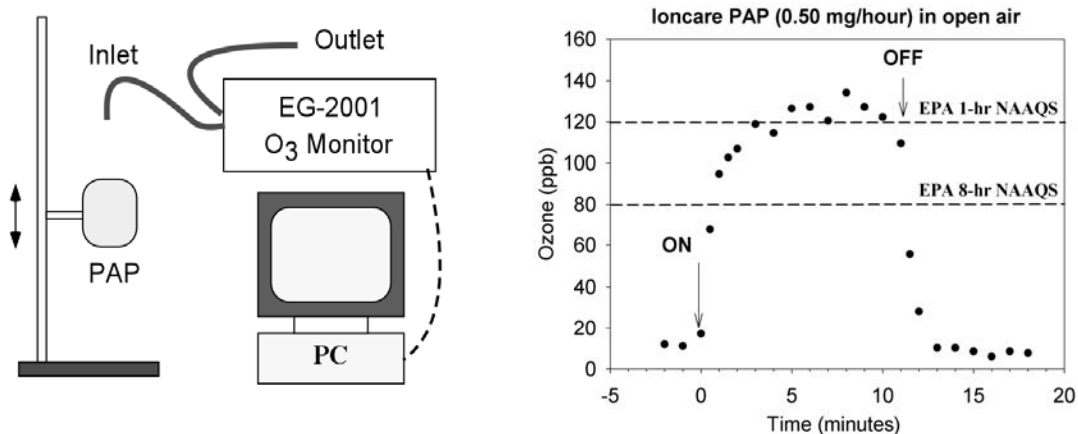 Inlet
Outlet
EG-2001
O₃ Monitor
PAP
PC
Ioncare PAP (0.50 mg/hour) in open air
Ozone (ppb)
160
140
120
100
80
60
40
20
0
OFF
EPA 1-hr NAAQS
EPA 8-hr NAAQS
ON
-5 0 5 10 15 20
Time (minutes)